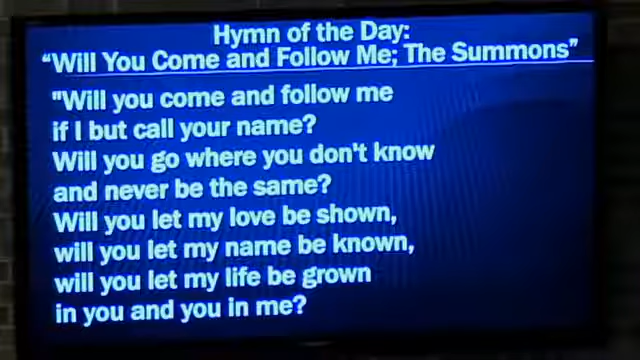 Hymn of the Day:
“Will You Come and Follow Me; The Summons”
"Will you come and follow me
if I but call your name?
Will you go where you don't know
and never be the same?
Will you let my love be shown,
will you let my name be known,
will you let my life be grown
in you and you in me?